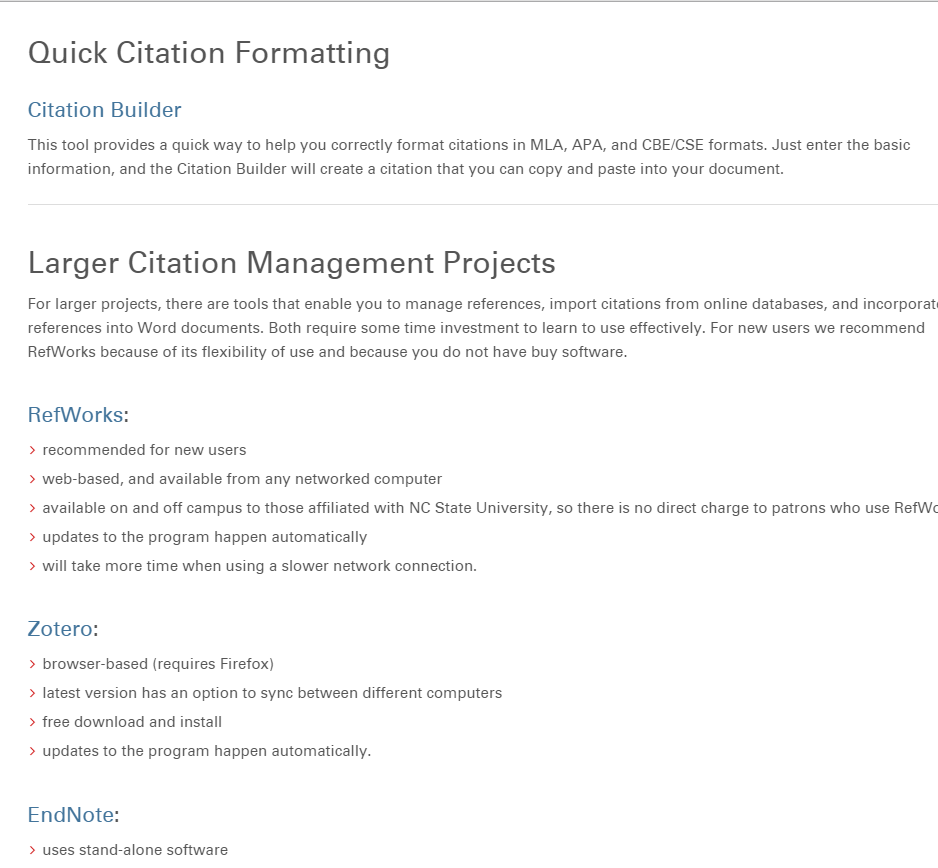 Quick Citation Formatting
Citation Builder
This tool provides a quick way to help you correctly format citations in MLA, APA, and CBE/CSE formats. Just enter the basic
information, and the Citation Builder will create a citation that you can copy and paste into your document.
Larger Citation Management Projects
For larger projects, there are tools that enable you to manage references, import citations from online databases, and incorporate
references into Word documents. Both require some time investment to learn to use effectively. For new users we recommend
RefWorks because of its flexibility of use and because you do not have buy software.
RefWorks:
recommended for new users
web-based, and available from any networked computer
available on and off campus to those affiliated with NC State University, so there is no direct charge to patrons who use RefWo
updates to the program happen automatically
will take more time when using a slower network connection.
Zotero:
browser-based (requires Firefox)
latest version has an option to sync between different computers
free download and install
updates to the program happen automatically.
EndNote:
uses stand-alone software